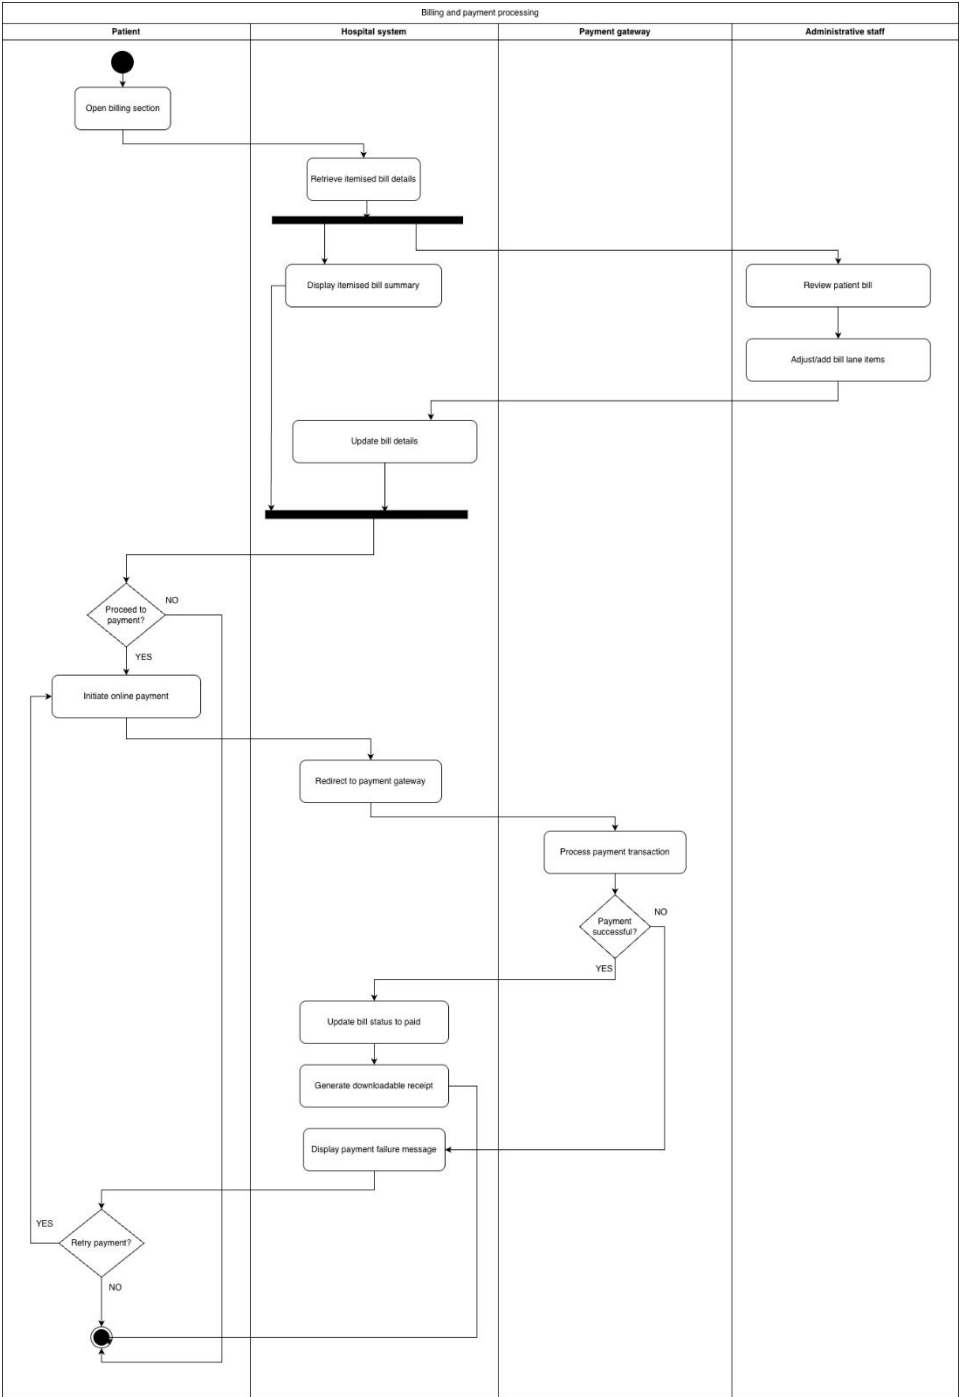 Billing and payment processing
Patient
Hospital system
Payment gateway
Administrative staff
Open billing section
Retrieve itemised bill details
Display itemised bill summary
Review patient bill
Adjust/add bill lane items
Update bill details
Proceed to
payment?
NO
YES
Initiate online payment
Redirect to payment gateway
Process payment transaction
Payment
successful?
NO
YES
Update bill status to paid
Generate downloadable receipt
Display payment failure message
Retry payment?
YES
NO